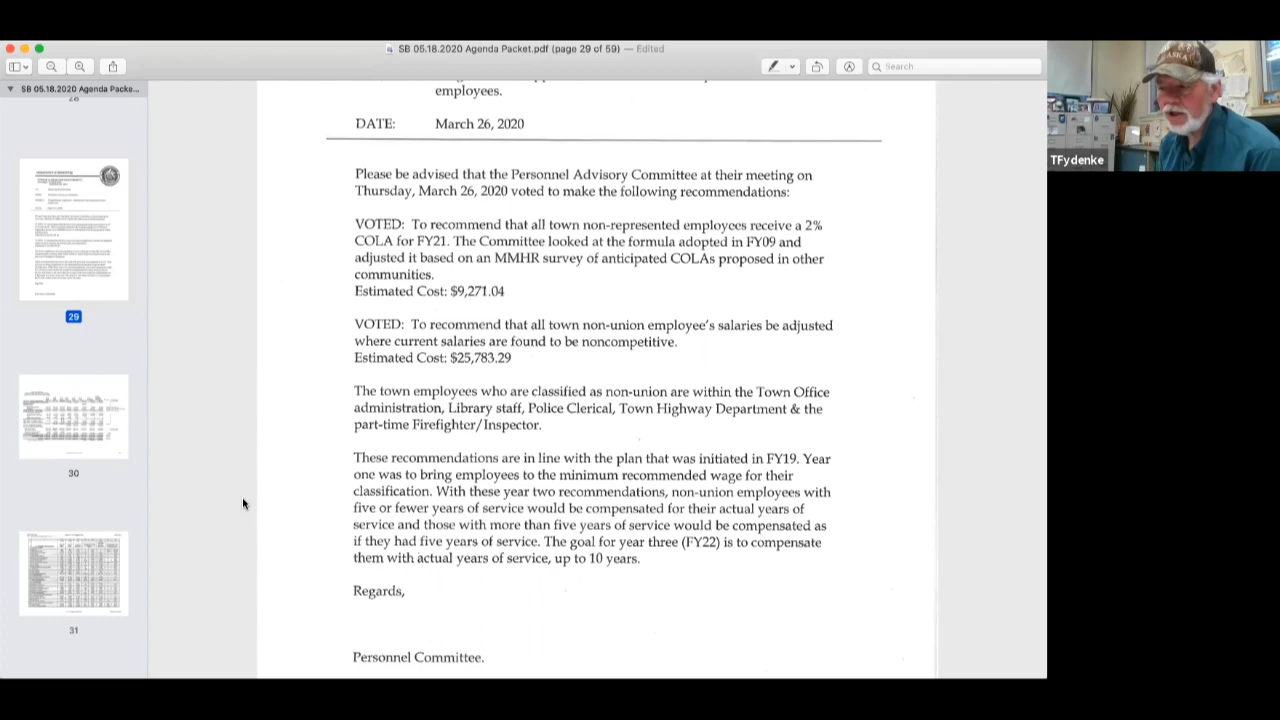 SB 05.18.2020 Agenda Packet.pdf (page 29 of 59) — Edited
Search
SB 05.18.2020 Agenda Packe...
29
30
31
employees.
DATE: March 26, 2020
Please be advised that the Personnel Advisory Committee at their meeting on
Thursday, March 26, 2020 voted to make the following recommendations:
VOTED: To recommend that all town non-represented employees receive a 2%
COLA for FY21. The Committee looked at the formula adopted in FY09 and
adjusted it based on an MMHR survey of anticipated COLAs proposed in other
communities.
Estimated Cost: $9,271.04
VOTED: To recommend that all town non-union employee's salaries be adjusted
where current salaries are found to be noncompetitive.
Estimated Cost: $25,783.29
The town employees who are classified as non-union are within the Town Office
administration, Library staff, Police Clerical, Town Highway Department & the
part-time Firefighter/Inspector.
These recommendations are in line with the plan that was initiated in FY19. Year
one was to bring employees to the minimum recommended wage for their
classification. With these year two recommendations, non-union employees with
five or fewer years of service would be compensated for their actual years of
service and those with more than five years of service would be compensated as
if they had five years of service. The goal for year three (FY22) is to compensate
them with actual years of service, up to 10 years.
Regards,
Personnel Committee.
TFydenke